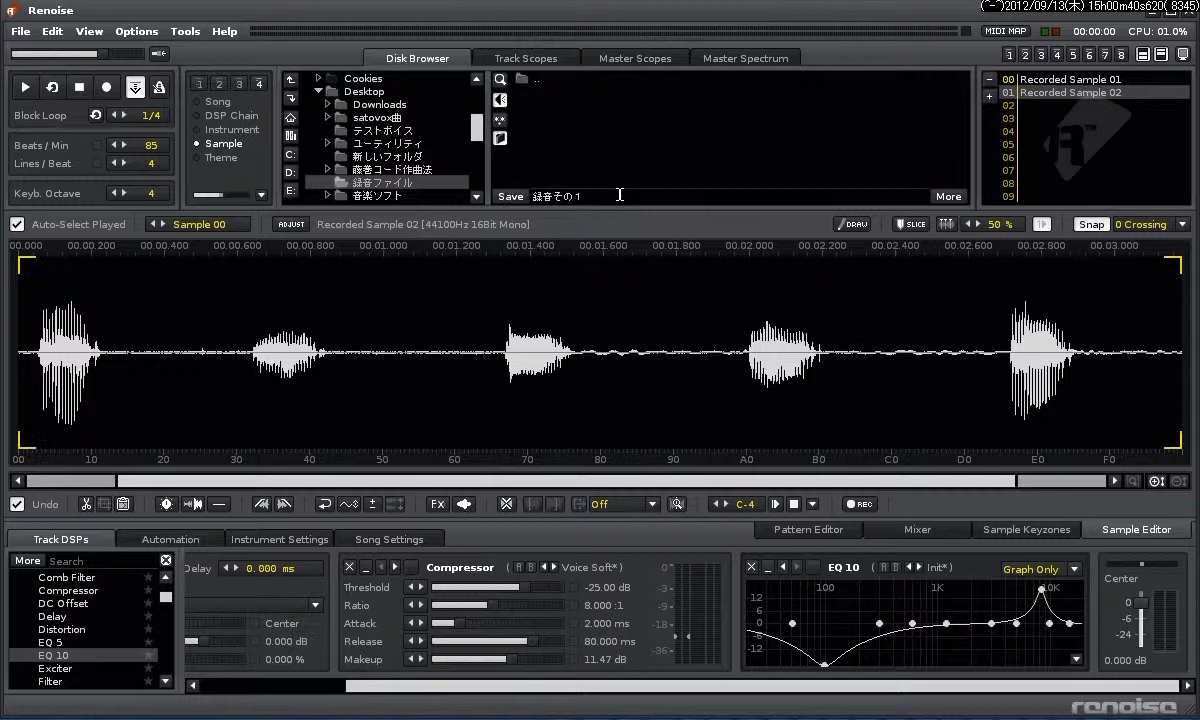 Renoise
(^-^)2012/09/13(木) 15h00m40s620( 8345)
File Edit View Options Tools Help
MIDI MAP 00:00:00 CPU: 01.0%
Disk Browser Track Scopes Master Scopes Master Spectrum
1 2 3 4 5 6 7 8
Block Loop 1/4
Beats / Min 85
Lines / Beat 4
Keyb. Octave 4
1 2 3 4
Song
DSP Chain
Instrument
Sample
Theme
C:
D:
E:
Cookies
Desktop
Downloads
satovox曲
テストボイス
ユーティリティ
新しいフォルダ
藤巻コード作曲法
録音ファイル
音楽ソフト
..
Save 録音その１ More
00 Recorded Sample 01
01 Recorded Sample 02
02
03
04
05
06
07
08
09
Auto-Select Played Sample 00 ADJUST Recorded Sample 02 [44100Hz 16Bit Mono] DRAW SLICE 50 % Snap 0 Crossing
00.000 00.00.200 00.00.400 00.00.600 00.00.800 00.01.000 00.01.200 00.01.400 00.01.600 00.01.800 00.02.000 00.02.200 00.02.400 00.02.600 00.02.800 00.03.000
00 10 20 30 40 50 60 70 80 90 A0 B0 C0 D0 E0 F0
Undo FX Off C-4 REC
Track DSPs Automation Instrument Settings Song Settings Pattern Editor Mixer Sample Keyzones Sample Editor
More Search
Comb Filter
Compressor
DC Offset
Delay
Distortion
EQ 5
EQ 10
Exciter
Filter
Delay 0.000 ms
Center
0.000 dB
0.000 %
Compressor ( A B Voice Soft*)
Threshold -25.00 dB
Ratio 8.000 :1
Attack 2.000 ms
Release 80.000 ms
Makeup 11.47 dB
0
-3
-9
-18
-36
EQ 10 ( A B Init*) Graph Only
100 1K 10K
12
6
0
-6
-12
Center
0
-6
-24
0.000 dB
renoise